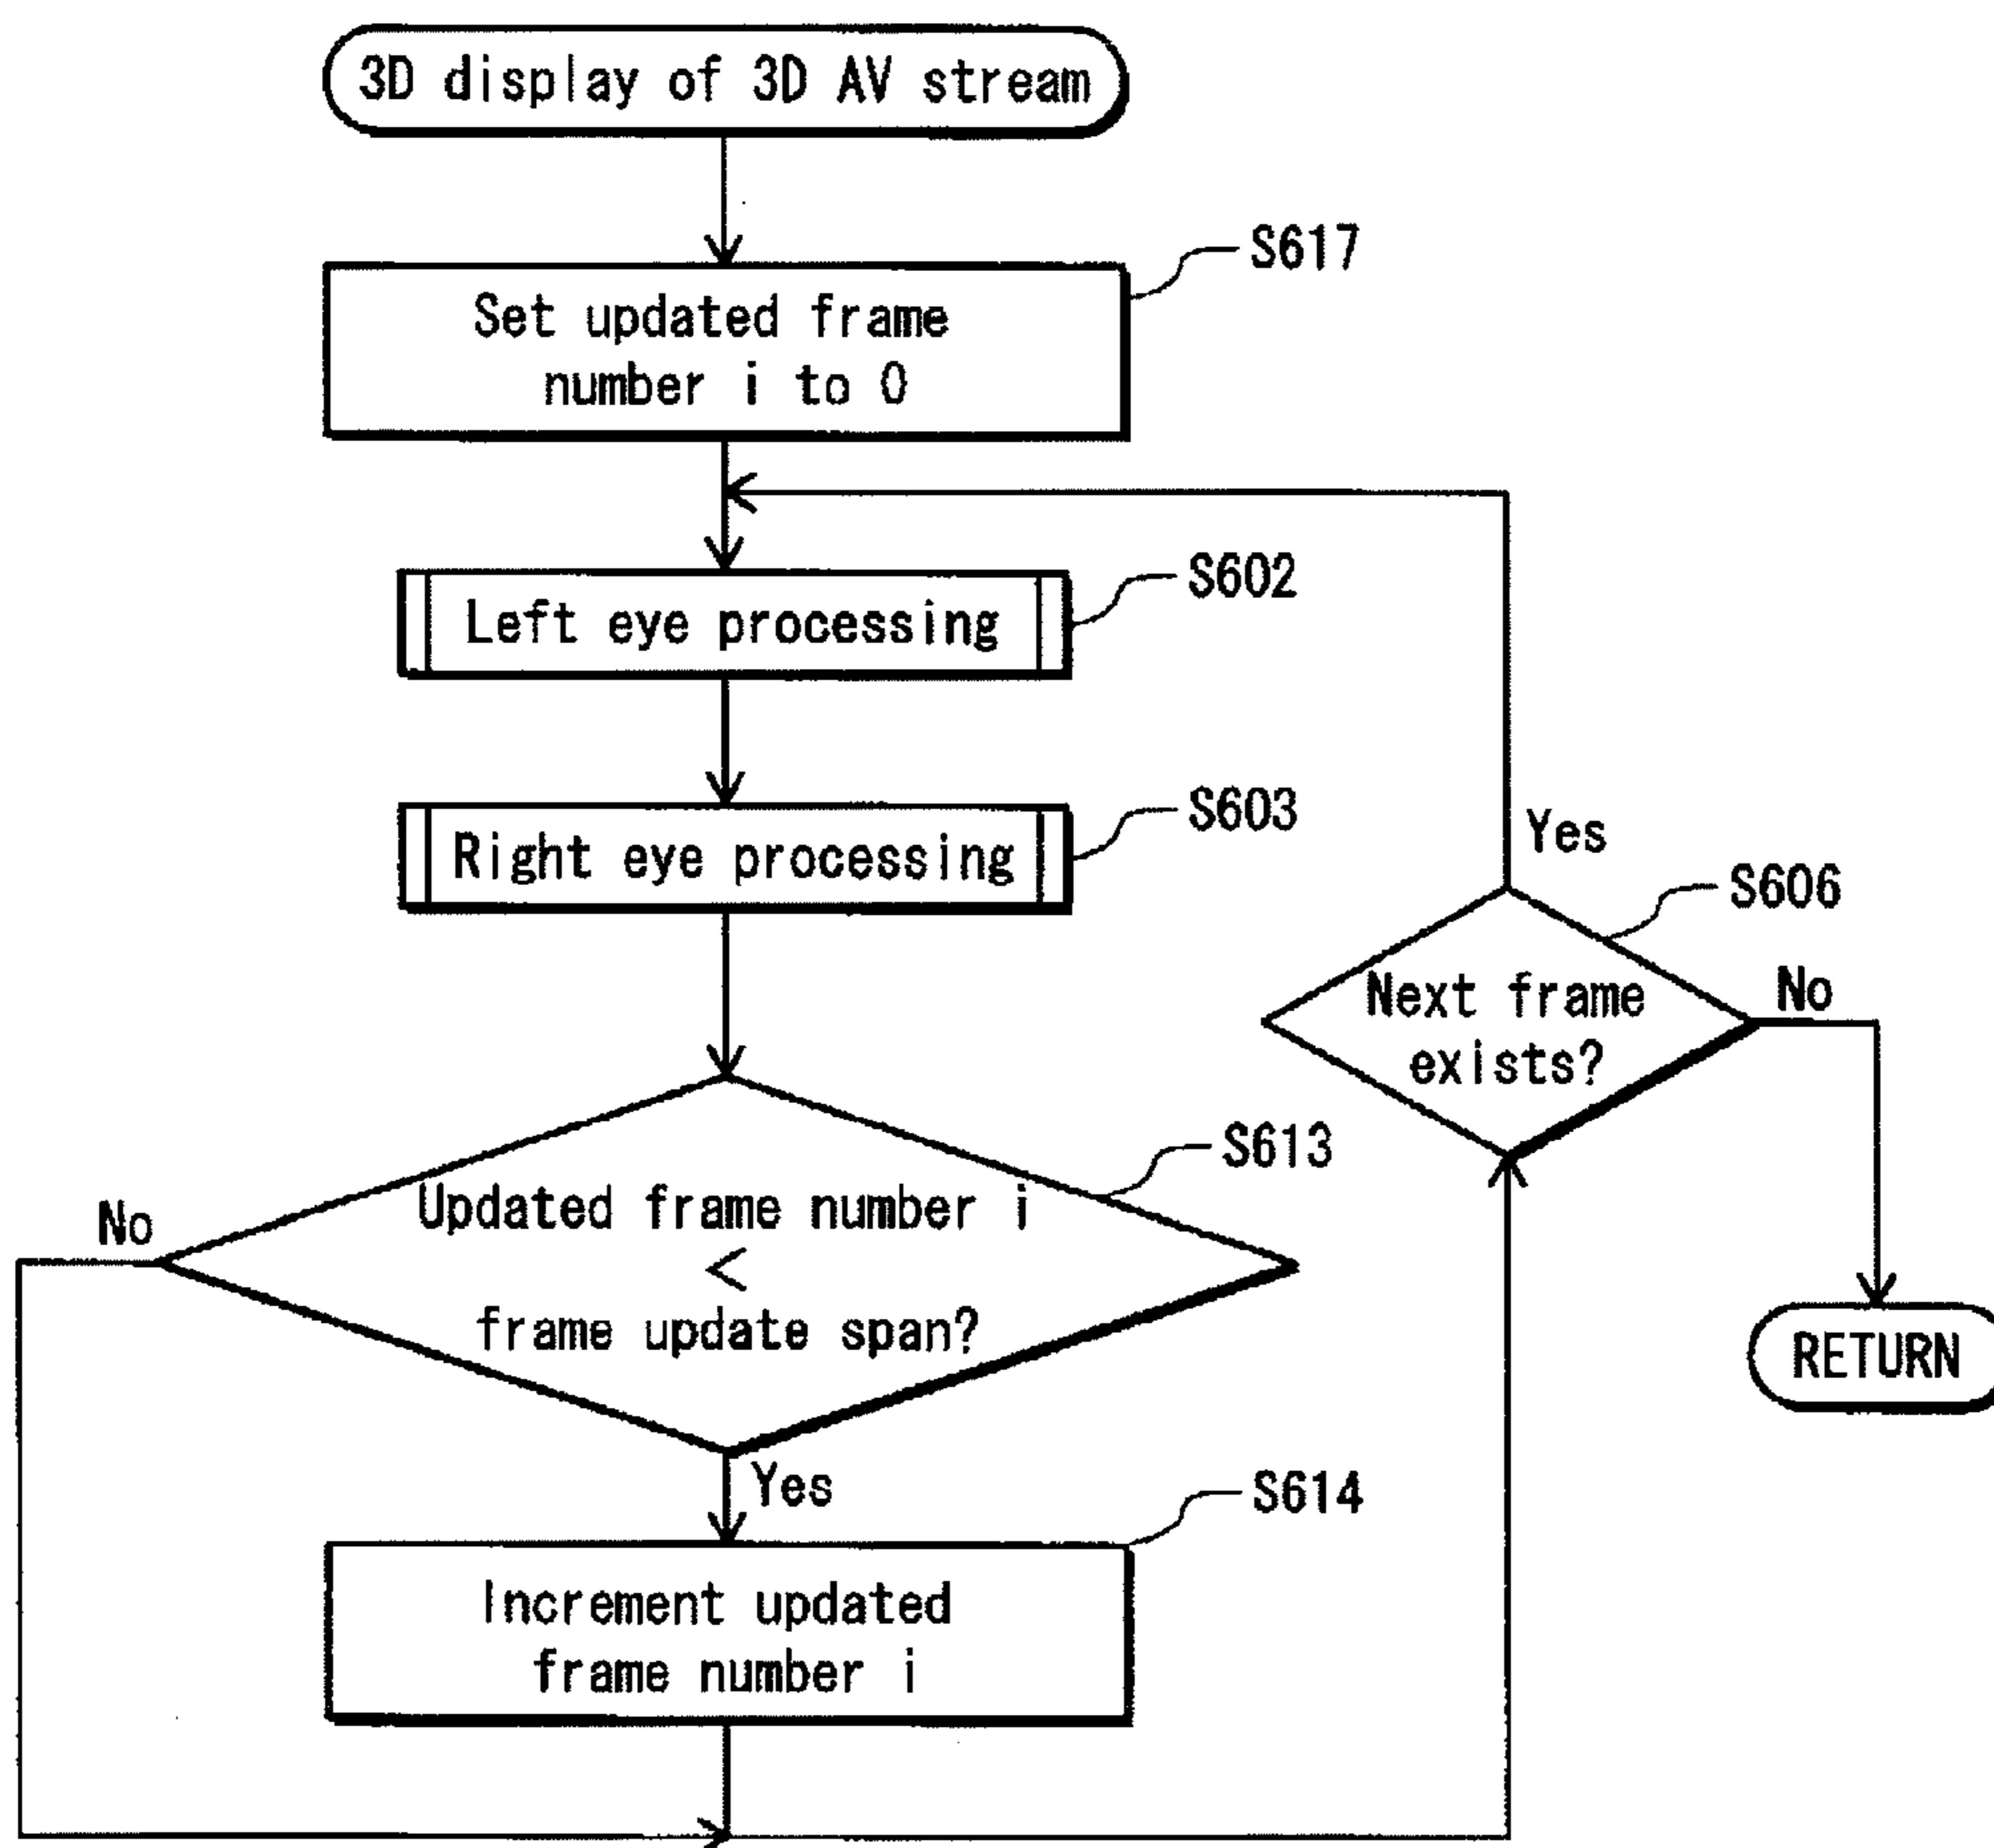 3D display of 3D AV stream
S617
Set updated frame
number i to 0
S602
Left eye processing
S603
Right eye processing
Yes
S606
Next frame
exists?
No
S613
Updated frame number i
<
frame update span?
No
Yes
RETURN
S614
Increment updated
frame number i